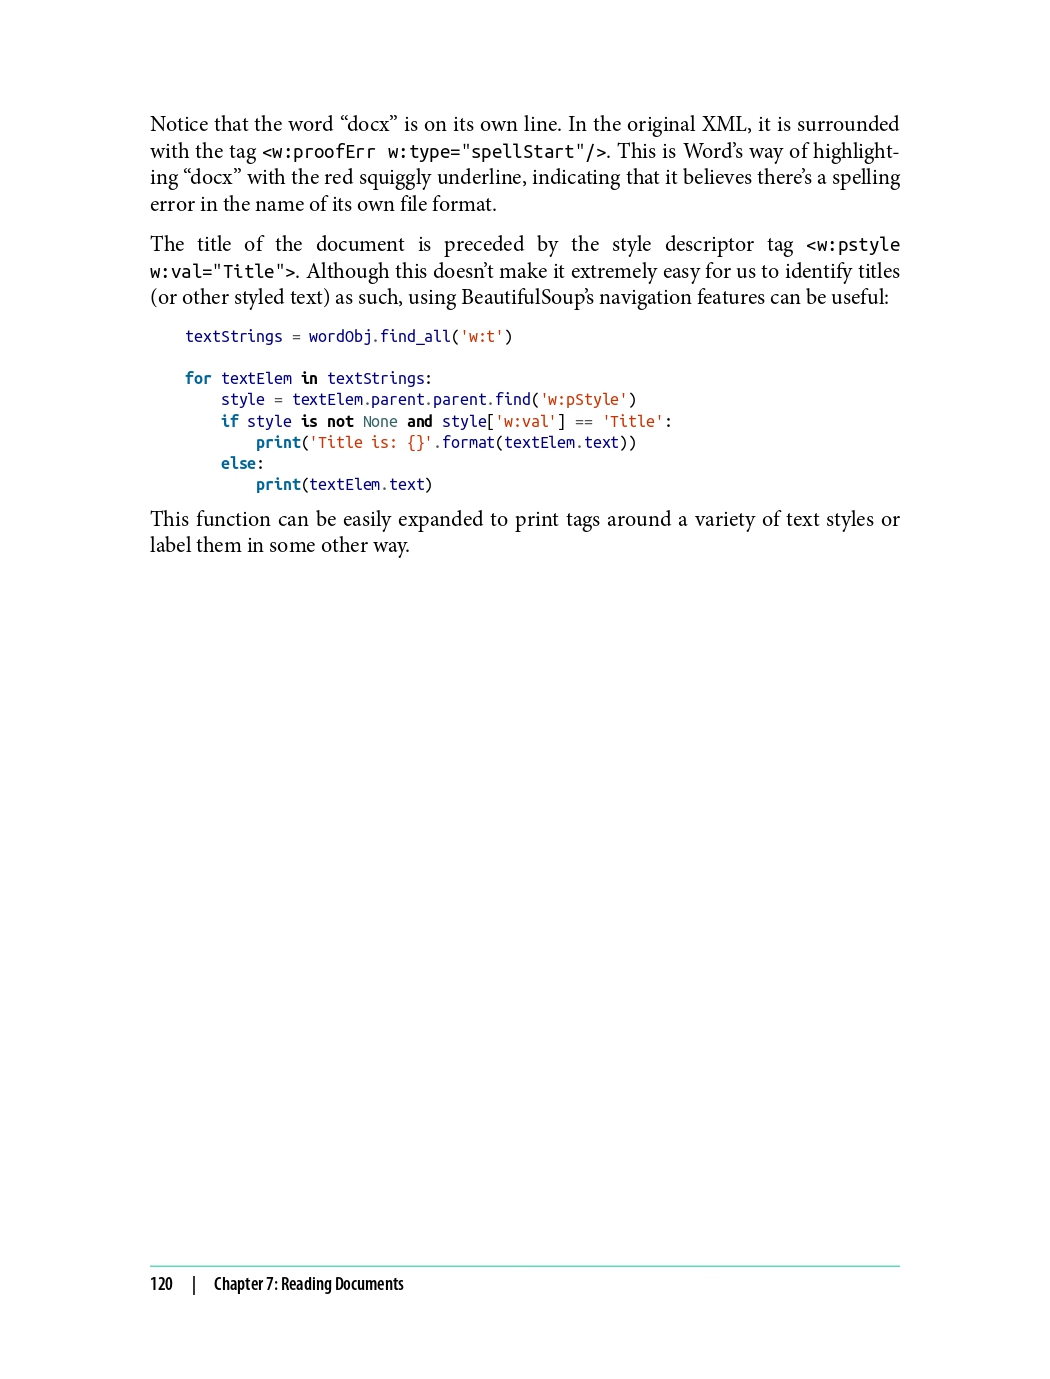 Notice that the word “docx” is on its own line. In the original XML, it is surrounded
with the tag <w:proofErr w:type="spellStart"/>. This is Word’s way of highlight-
ing “docx” with the red squiggly underline, indicating that it believes there’s a spelling
error in the name of its own file format.
The title of the document is preceded by the style descriptor tag <w:pstyle
w:val="Title">. Although this doesn’t make it extremely easy for us to identify titles
(or other styled text) as such, using BeautifulSoup’s navigation features can be useful:
textStrings = wordObj.find_all('w:t')
for textElem in textStrings:
    style = textElem.parent.parent.find('w:pStyle')
    if style is not None and style['w:val'] == 'Title':
        print('Title is: {}'.format(textElem.text))
    else:
        print(textElem.text)
This function can be easily expanded to print tags around a variety of text styles or
label them in some other way.
120 | Chapter 7: Reading Documents